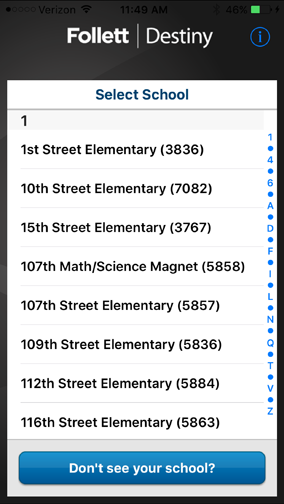 Verizon 11:49 AM 46%
Follett | Destiny i
Select School
1
1st Street Elementary (3836)
10th Street Elementary (7082)
15th Street Elementary (3767)
107th Math/Science Magnet (5858)
107th Street Elementary (5857)
109th Street Elementary (5836)
112th Street Elementary (5884)
116th Street Elementary (5863)
1
4
6
A
D
F
I
L
N
Q
T
V
Z
Don't see your school?